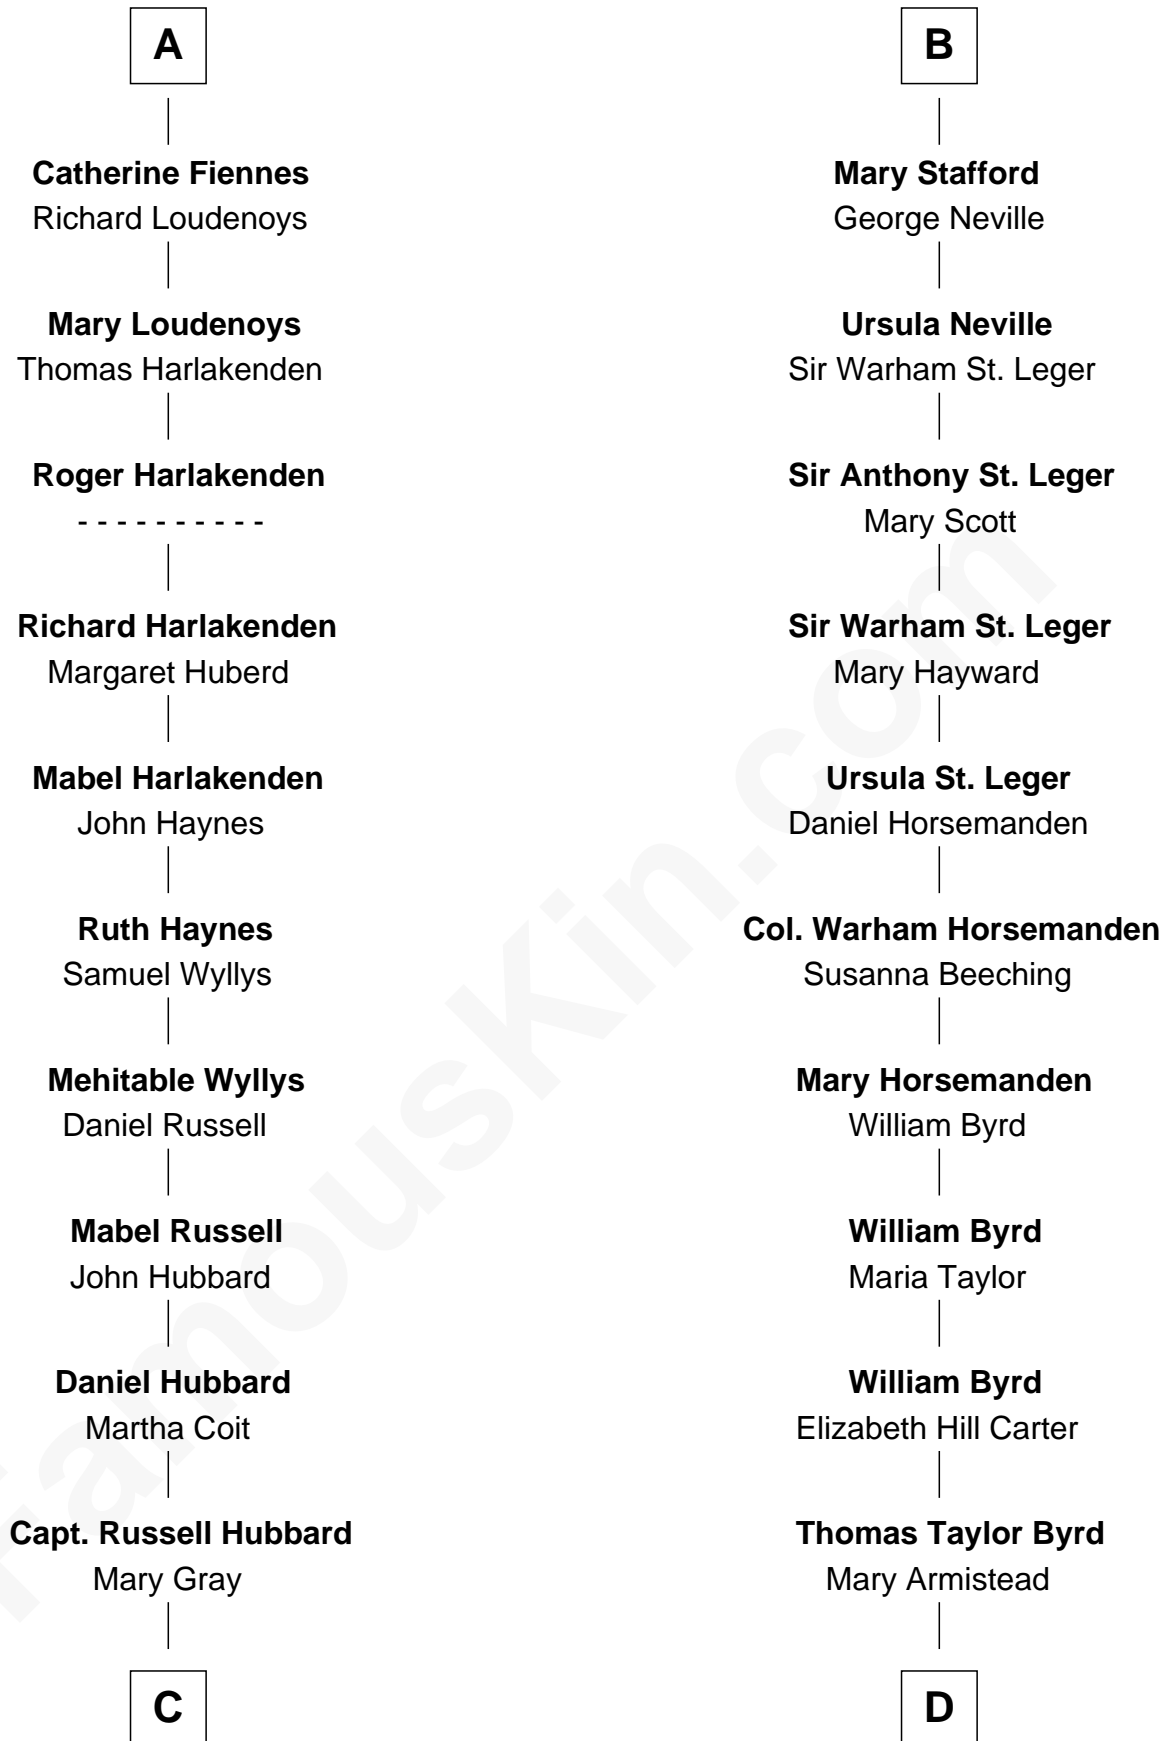 A
Catherine Fiennes
Richard Loudenoys
Mary Loudenoys
Thomas Harlakenden
Roger Harlakenden
- - - - - - - - - -
Richard Harlakenden
Margaret Huberd
Mabel Harlakenden
John Haynes
Ruth Haynes
Samuel Wyllys
Mehitable Wyllys
Daniel Russell
Mabel Russell
John Hubbard
Daniel Hubbard
Martha Coit
Capt. Russell Hubbard
Mary Gray
C
B
Mary Stafford
George Neville
Ursula Neville
Sir Warham St. Leger
Sir Anthony St. Leger
Mary Scott
Sir Warham St. Leger
Mary Hayward
Ursula St. Leger
Daniel Horsemanden
Col. Warham Horsemanden
Susanna Beeching
Mary Horsemanden
William Byrd
William Byrd
Maria Taylor
William Byrd
Elizabeth Hill Carter
Thomas Taylor Byrd
Mary Armistead
D
FamousKin.com